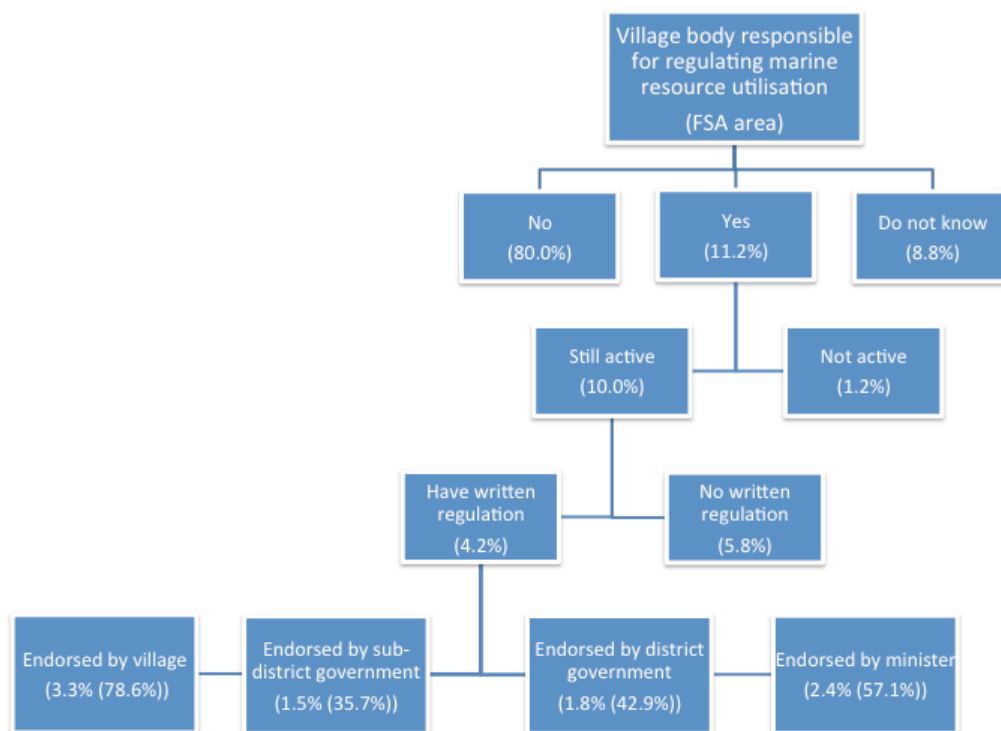 Village body responsible
for regulating marine
resource utilisation
(FSA area)
No
(80.0%)
Yes
(11.2%)
Do not know
(8.8%)
Still active
(10.0%)
Not active
(1.2%)
Have written
regulation
(4.2%)
No written
regulation
(5.8%)
Endorsed by village
(3.3% (78.6%))
Endorsed by sub-
district government
(1.5% (35.7%))
Endorsed by district
government
(1.8% (42.9%))
Endorsed by minister
(2.4% (57.1%))